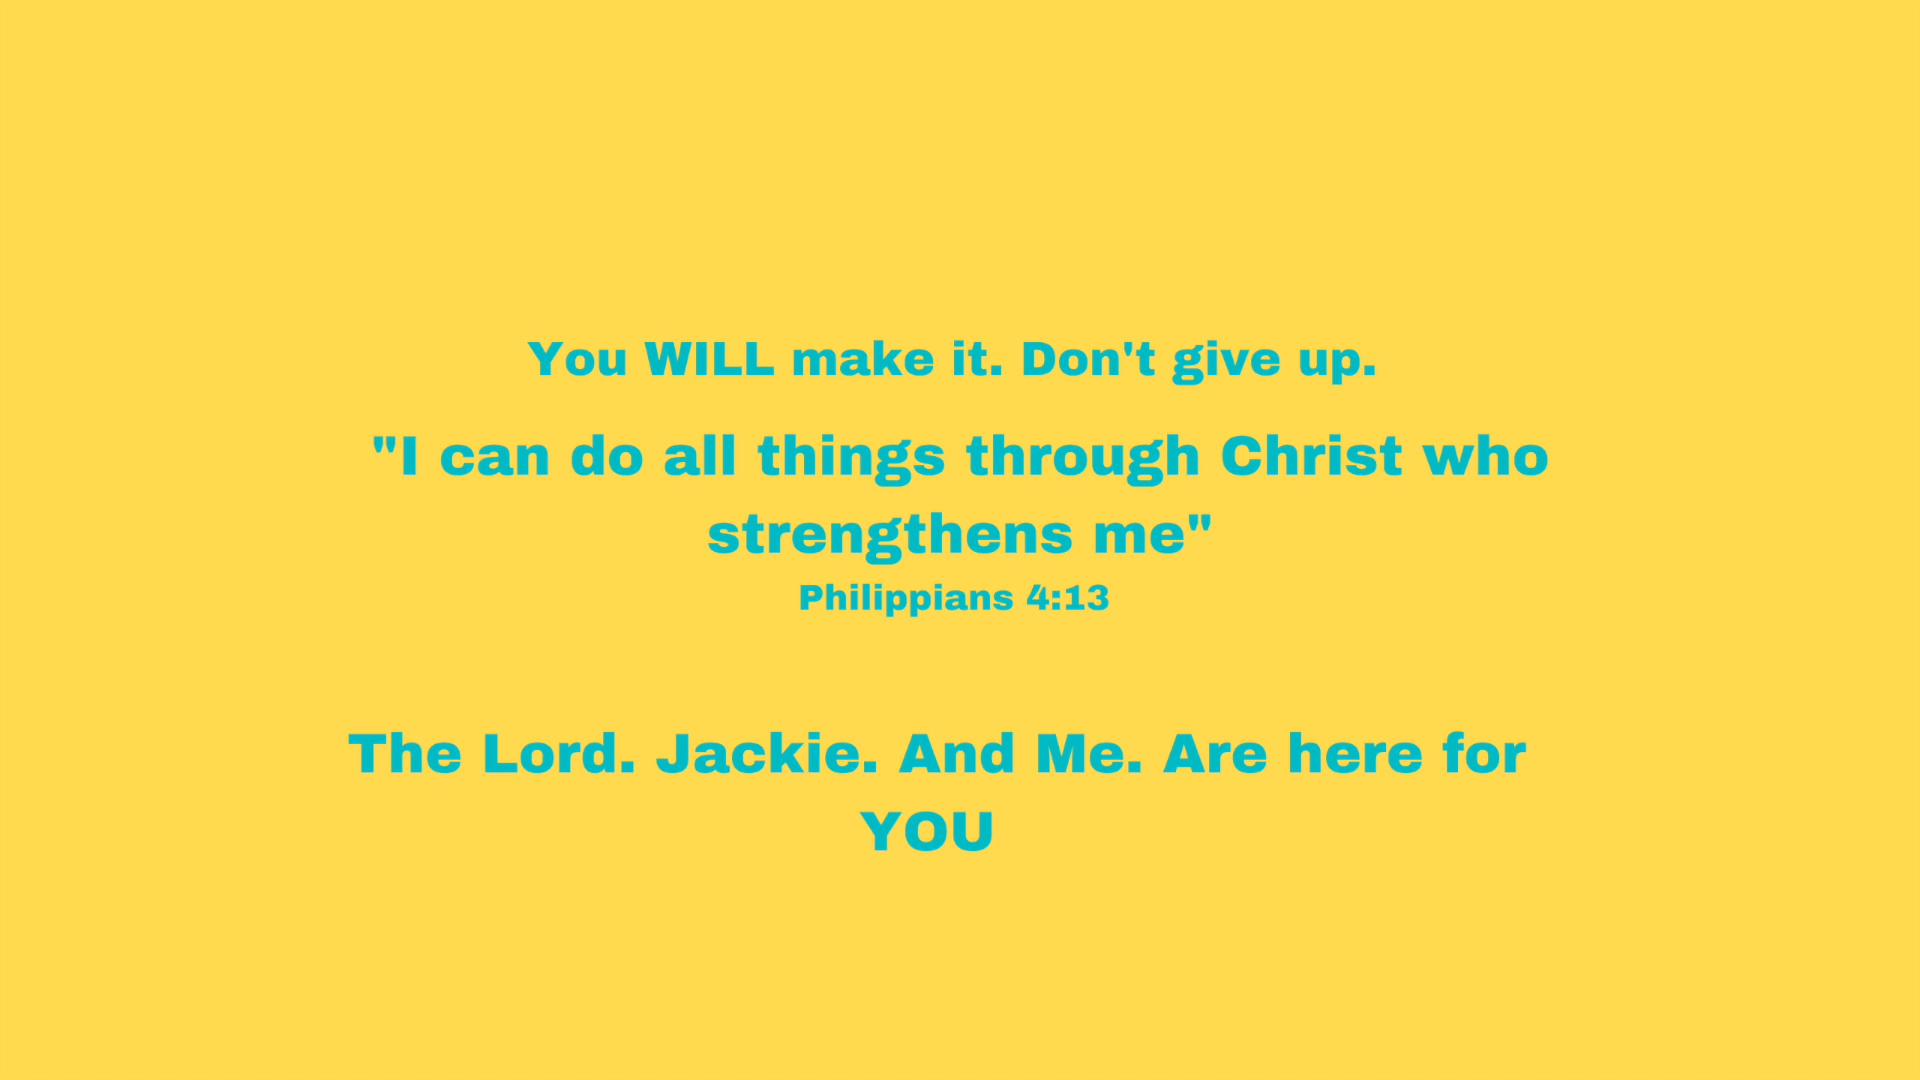 You WILL make it. Don't give up.
"I can do all things through Christ who
strengthens me"
Philippians 4:13
The Lord. Jackie. And Me. Are here for
YOU